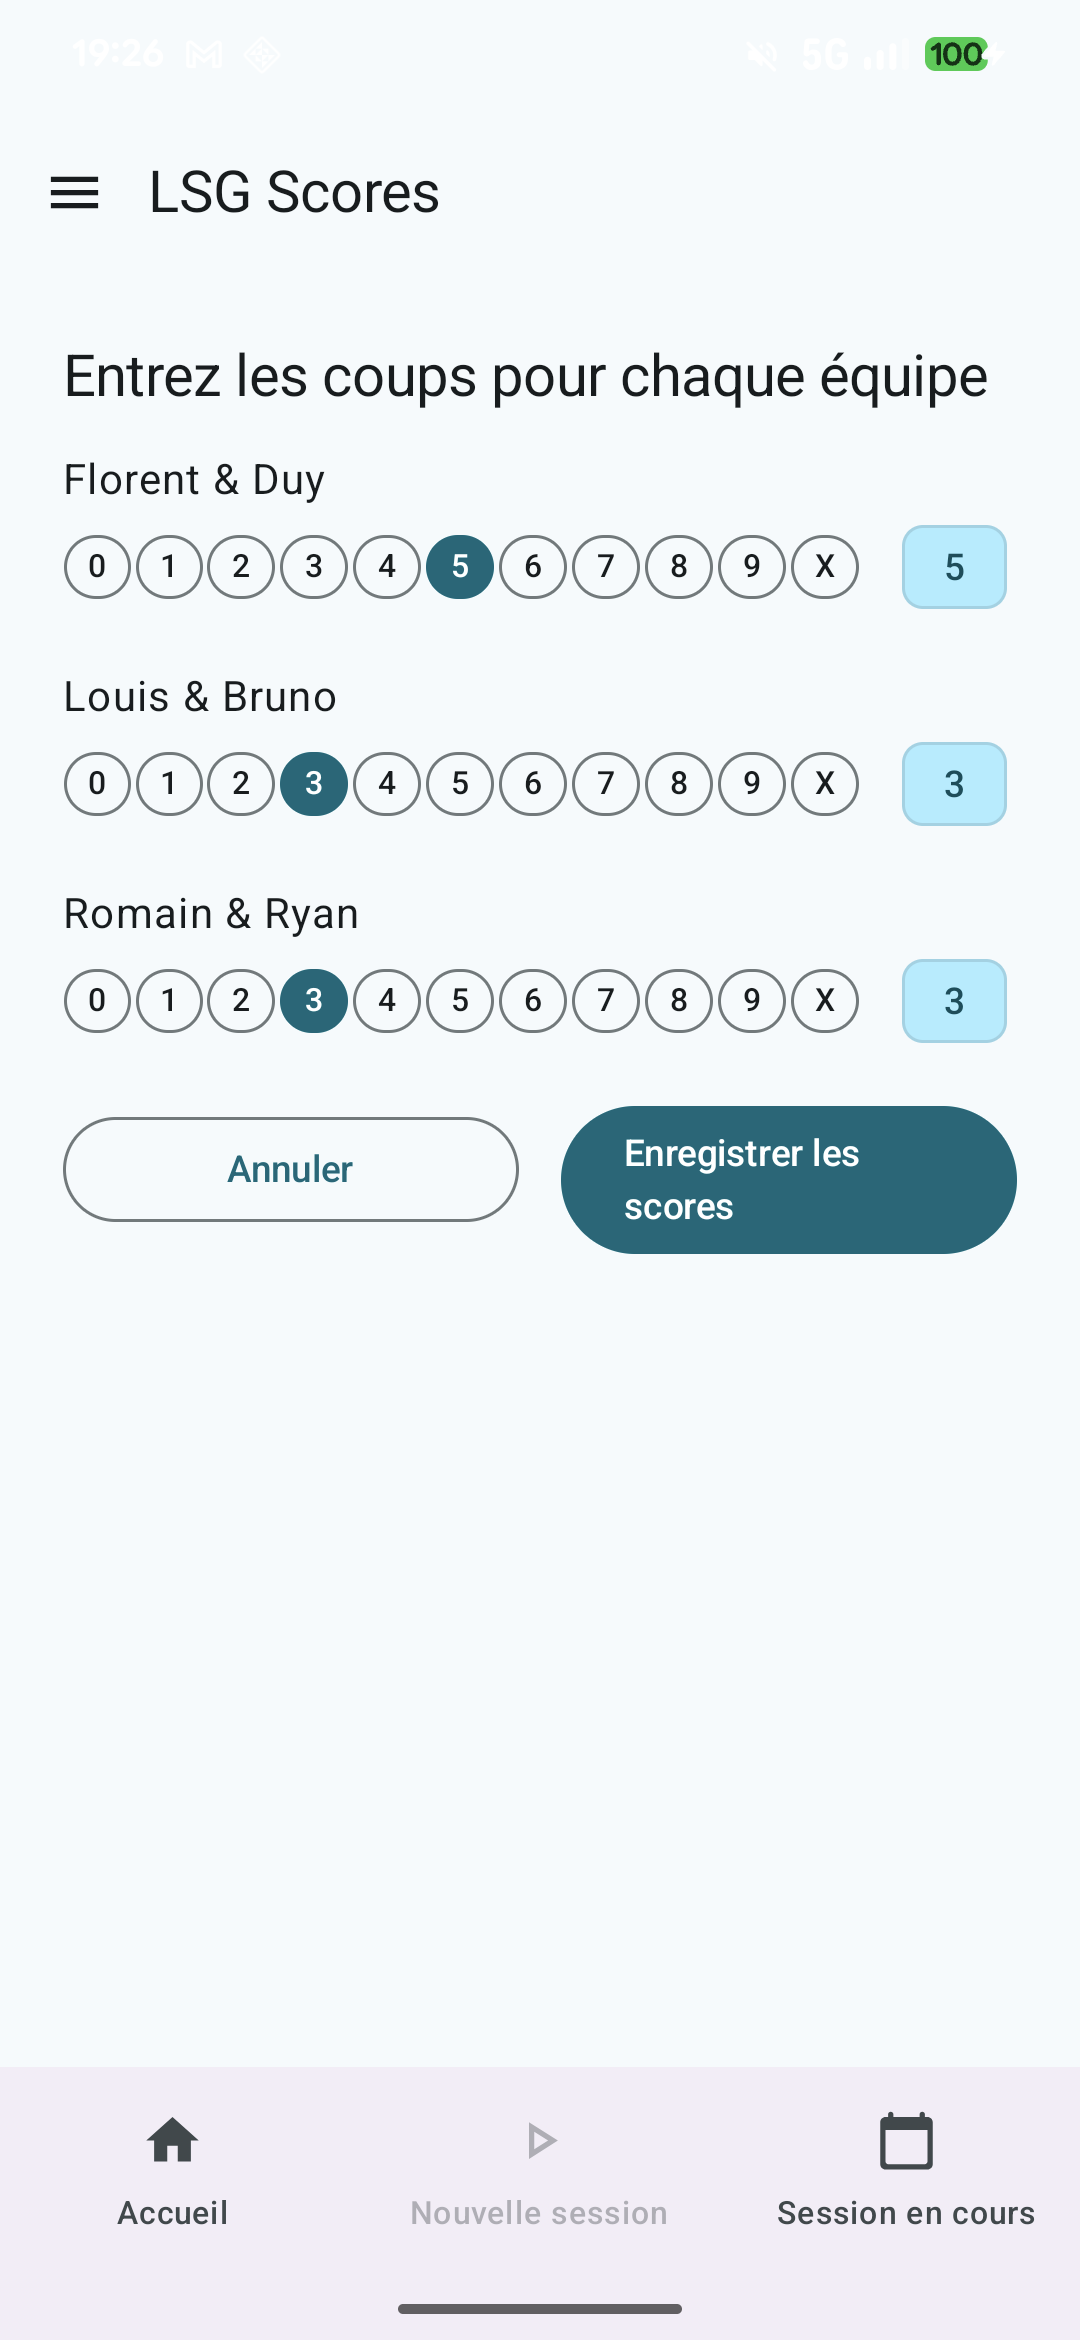 19:26 5G 100
LSG Scores
Entrez les coups pour chaque équipe
Florent & Duy
0 1 2 3 4 5 6 7 8 9 X 5
Louis & Bruno
0 1 2 3 4 5 6 7 8 9 X 3
Romain & Ryan
0 1 2 3 4 5 6 7 8 9 X 3
Annuler
Enregistrer les
scores
Accueil Nouvelle session Session en cours